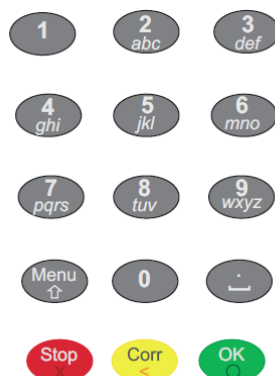 1 2 3
abc def
4 5 6
ghi jkl mno
7 8 9
pqrs tuv wxyz
Menu 0
Stop Corr OK
X < O